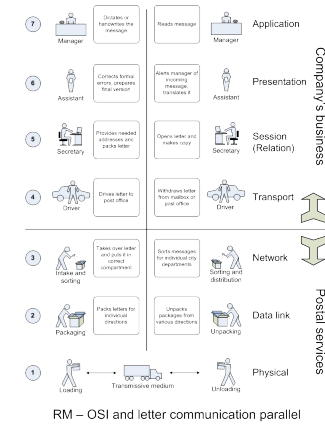 7
Manager
Dictates or
handwrites the
message
Reads message
Manager
Application
6
Assistant
Corrects formal
errors, prepares
final version
Alerts manager of
incoming
message,
translates it
Assistant
Presentation
5
Secretary
Provides needed
addresses and
packs letter
Opens letter and
makes copy
Secretary
Session
(Relation)
4
Driver
Drives letter to
post office
Withdraws letter
from mailbox or
post office
Driver
Transport
Company's business
3
Intake and
sorting
Takes over letter
and puts it in
correct
compartment
Sorts messages
for individual city
departments
Sorting and
distribution
Network
2
Packaging
Packs letters for
individual
directions
Unpacks
packages from
various directions
Unpacking
Data link
1
Loading
Transmissive medium
Unloading
Physical
Postal services
RM – OSI and letter communication parallel